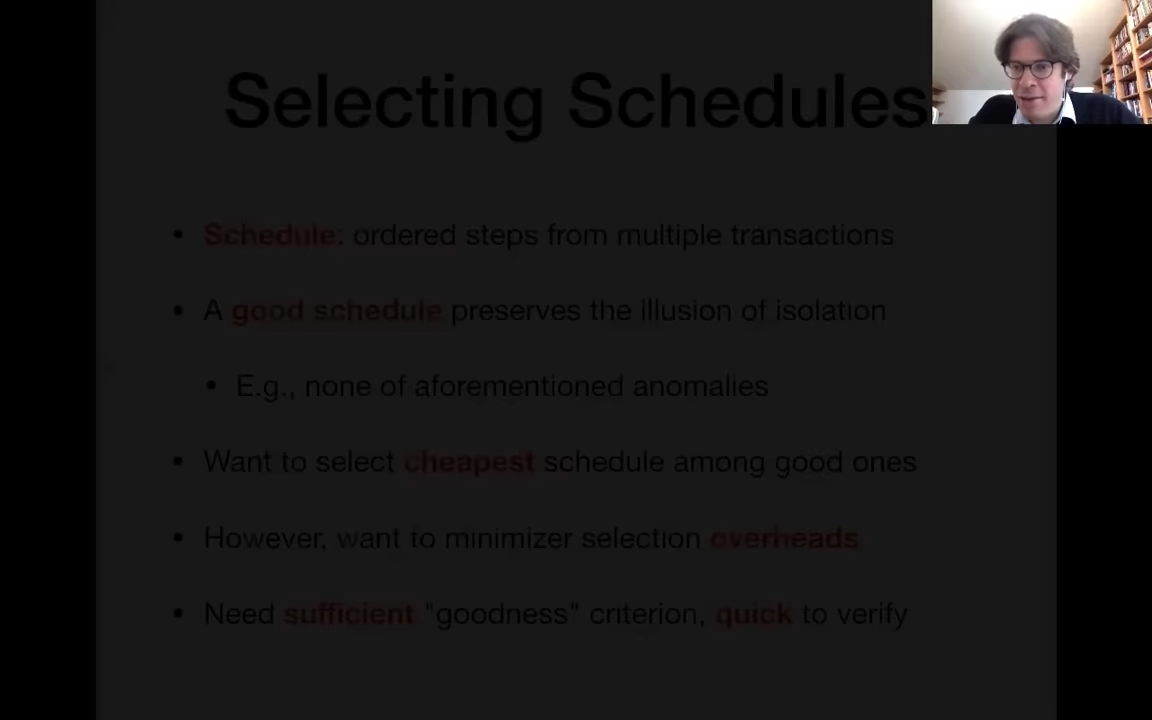 Selecting Schedules
• Schedule: ordered steps from multiple transactions
• A good schedule preserves the illusion of isolation
• E.g., none of aforementioned anomalies
• Want to select cheapest schedule among good ones
• However, want to minimizer selection overheads
• Need sufficient "goodness" criterion, quick to verify